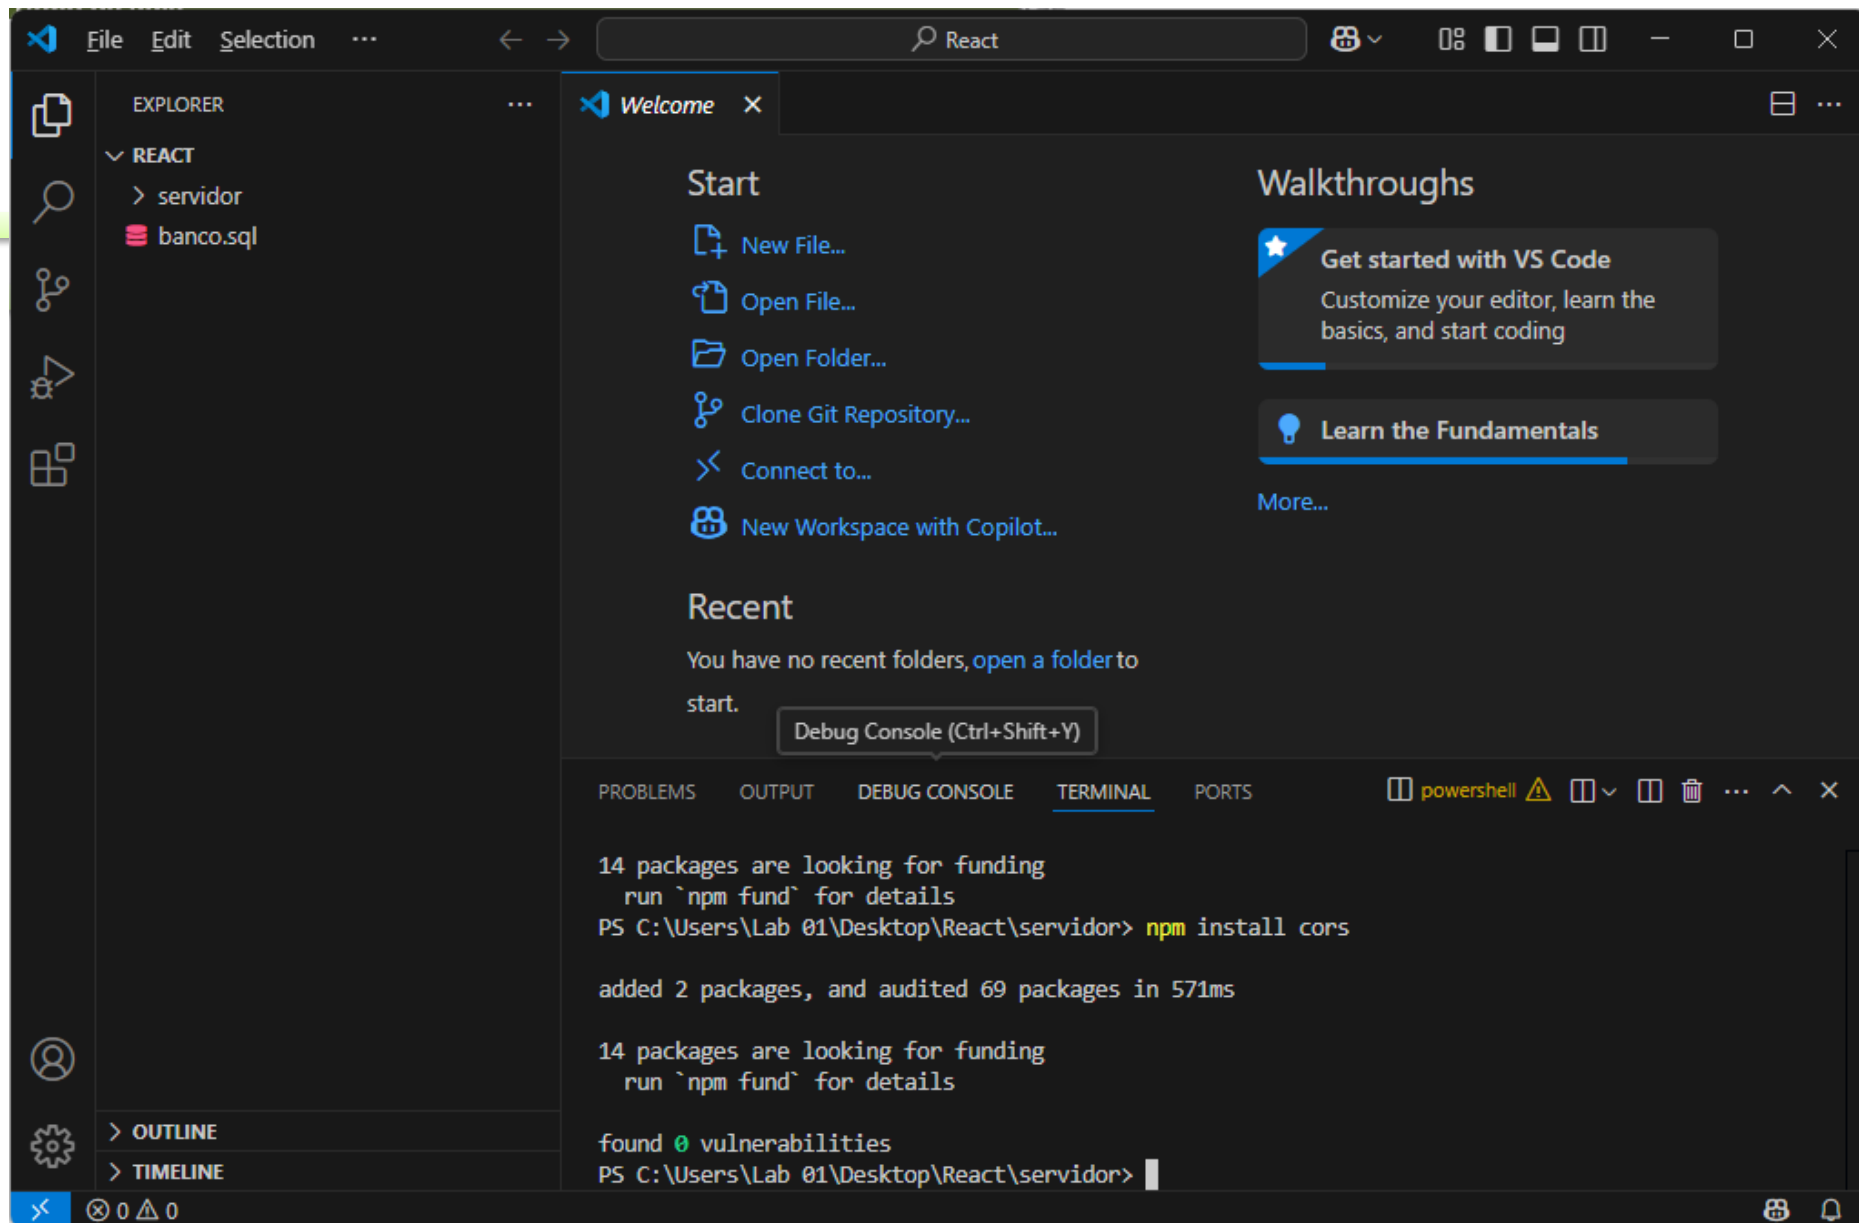 File Edit Selection ···
React
EXPLORER ···
Welcome
REACT
servidor
banco.sql
Start
New File...
Open File...
Open Folder...
Clone Git Repository...
Connect to...
New Workspace with Copilot...
Recent
You have no recent folders, open a folder to
start.
Walkthroughs
Get started with VS Code
Customize your editor, learn the
basics, and start coding
Learn the Fundamentals
More...
Debug Console (Ctrl+Shift+Y)
PROBLEMS OUTPUT DEBUG CONSOLE TERMINAL PORTS
powershell
14 packages are looking for funding
run `npm fund` for details
PS C:\Users\Lab 01\Desktop\React\servidor> npm install cors
added 2 packages, and audited 69 packages in 571ms
14 packages are looking for funding
run `npm fund` for details
found 0 vulnerabilities
PS C:\Users\Lab 01\Desktop\React\servidor>
OUTLINE
TIMELINE
0 0